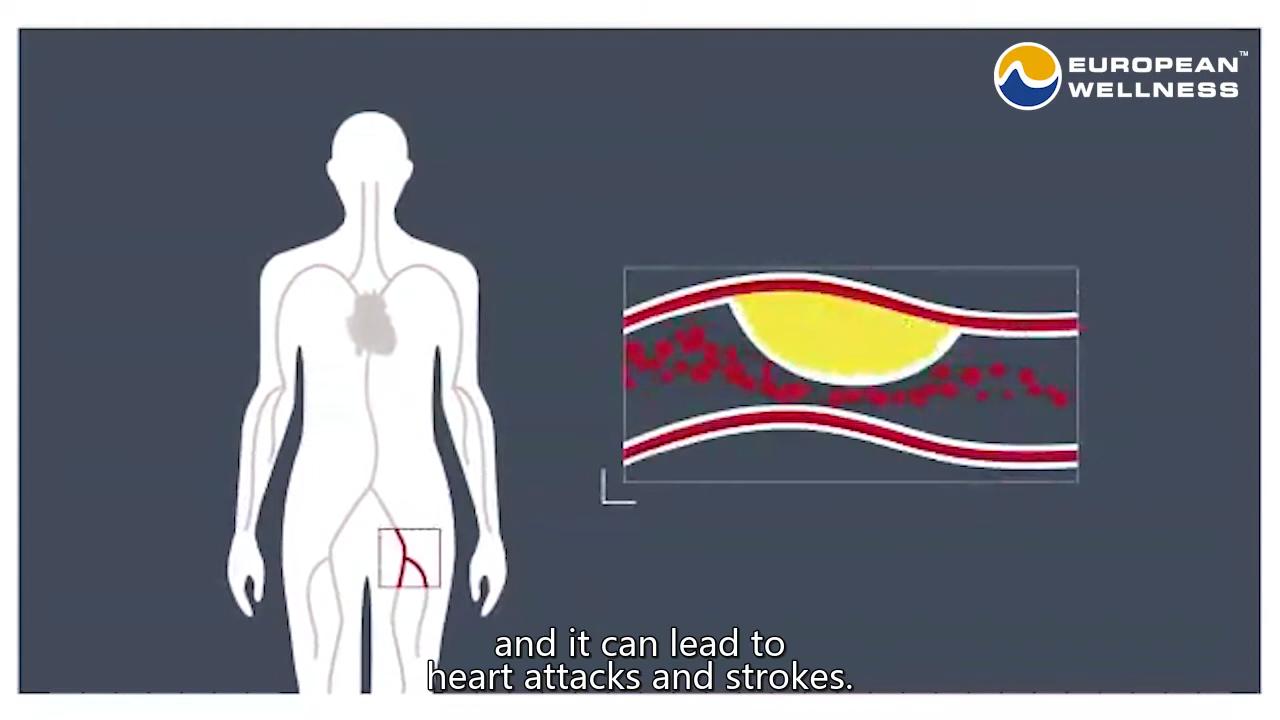 EUROPEAN™
WELLNESS
and it can lead to
heart attacks and strokes.